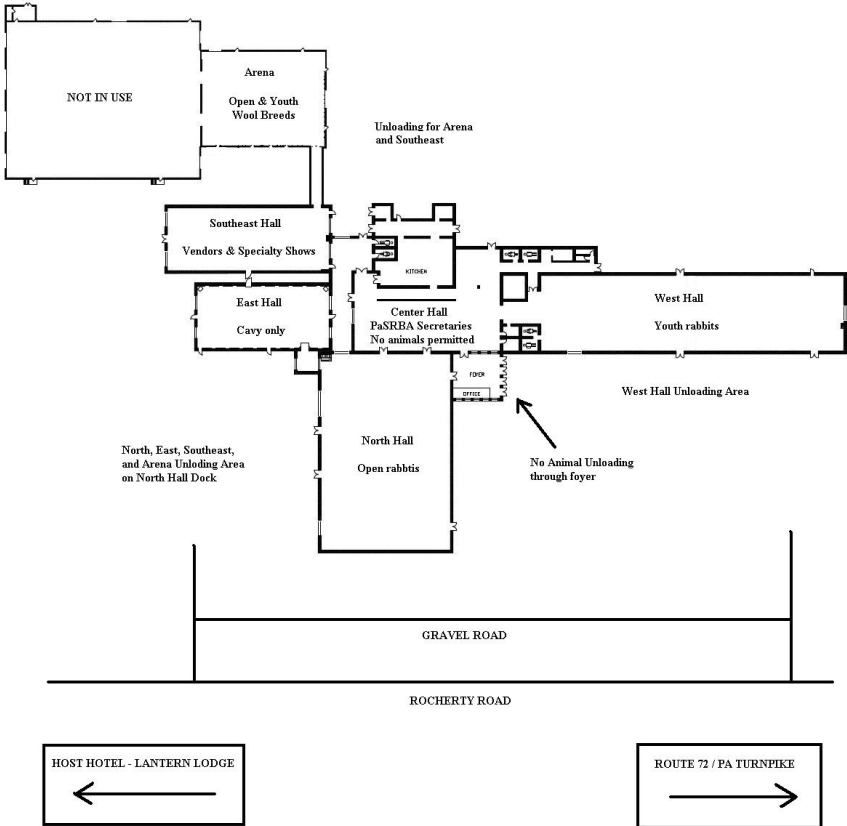 Arena
Open & Youth
Wool Breeds
NOT IN USE
Unloading for Arena
and Southeast
Southeast Hall
Vendors & Specialty Shows
KITCHEN
East Hall
Cavy only
Center Hall
PaSRBA Secretaries
No animals permitted
West Hall
Youth rabbits
FOYER
OFFICE
West Hall Unloading Area
North Hall
Open rabbtis
North, East, Southeast,
and Arena Unloding Area
on North Hall Dock
No Animal Unloading
through foyer
GRAVEL ROAD
ROCHERTY ROAD
HOST HOTEL - LANTERN LODGE
ROUTE 72 / PA TURNPIKE